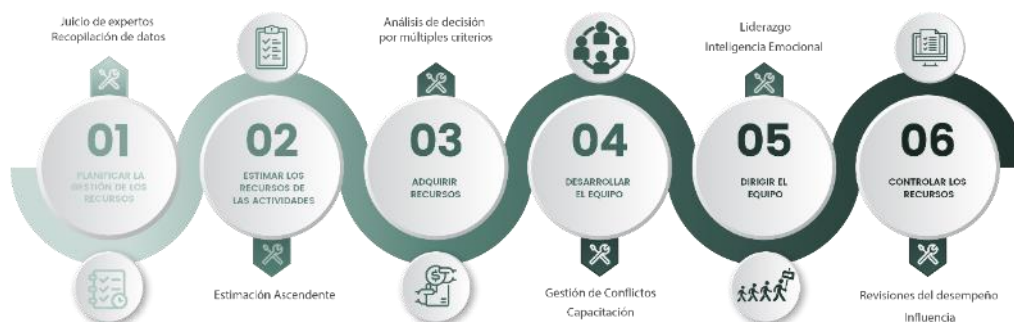 Juicio de expertos
Recopilación de datos
01
PLANIFICAR LA
GESTIÓN DE LOS
RECURSOS
02
ESTIMAR LOS
RECURSOS DE
LAS ACTIVIDADES
Estimación Ascendente
Análisis de decisión
por múltiples criterios
03
ADQUIRIR
RECURSOS
04
DESARROLLAR
EL EQUIPO
Gestión de Conflictos
Capacitación
Liderazgo
Inteligencia Emocional
05
DIRIGIR EL
EQUIPO
06
CONTROLAR LOS
RECURSOS
Revisiones del desempeño
Influencia